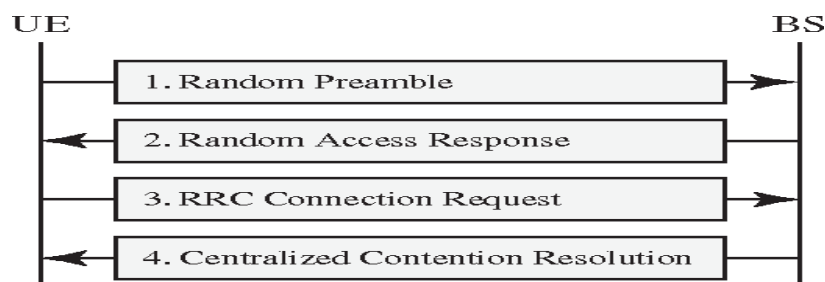 UE BS
1. Random Preamble
2. Random Access Response
3. RRC Connection Request
4. Centralized Contention Resolution